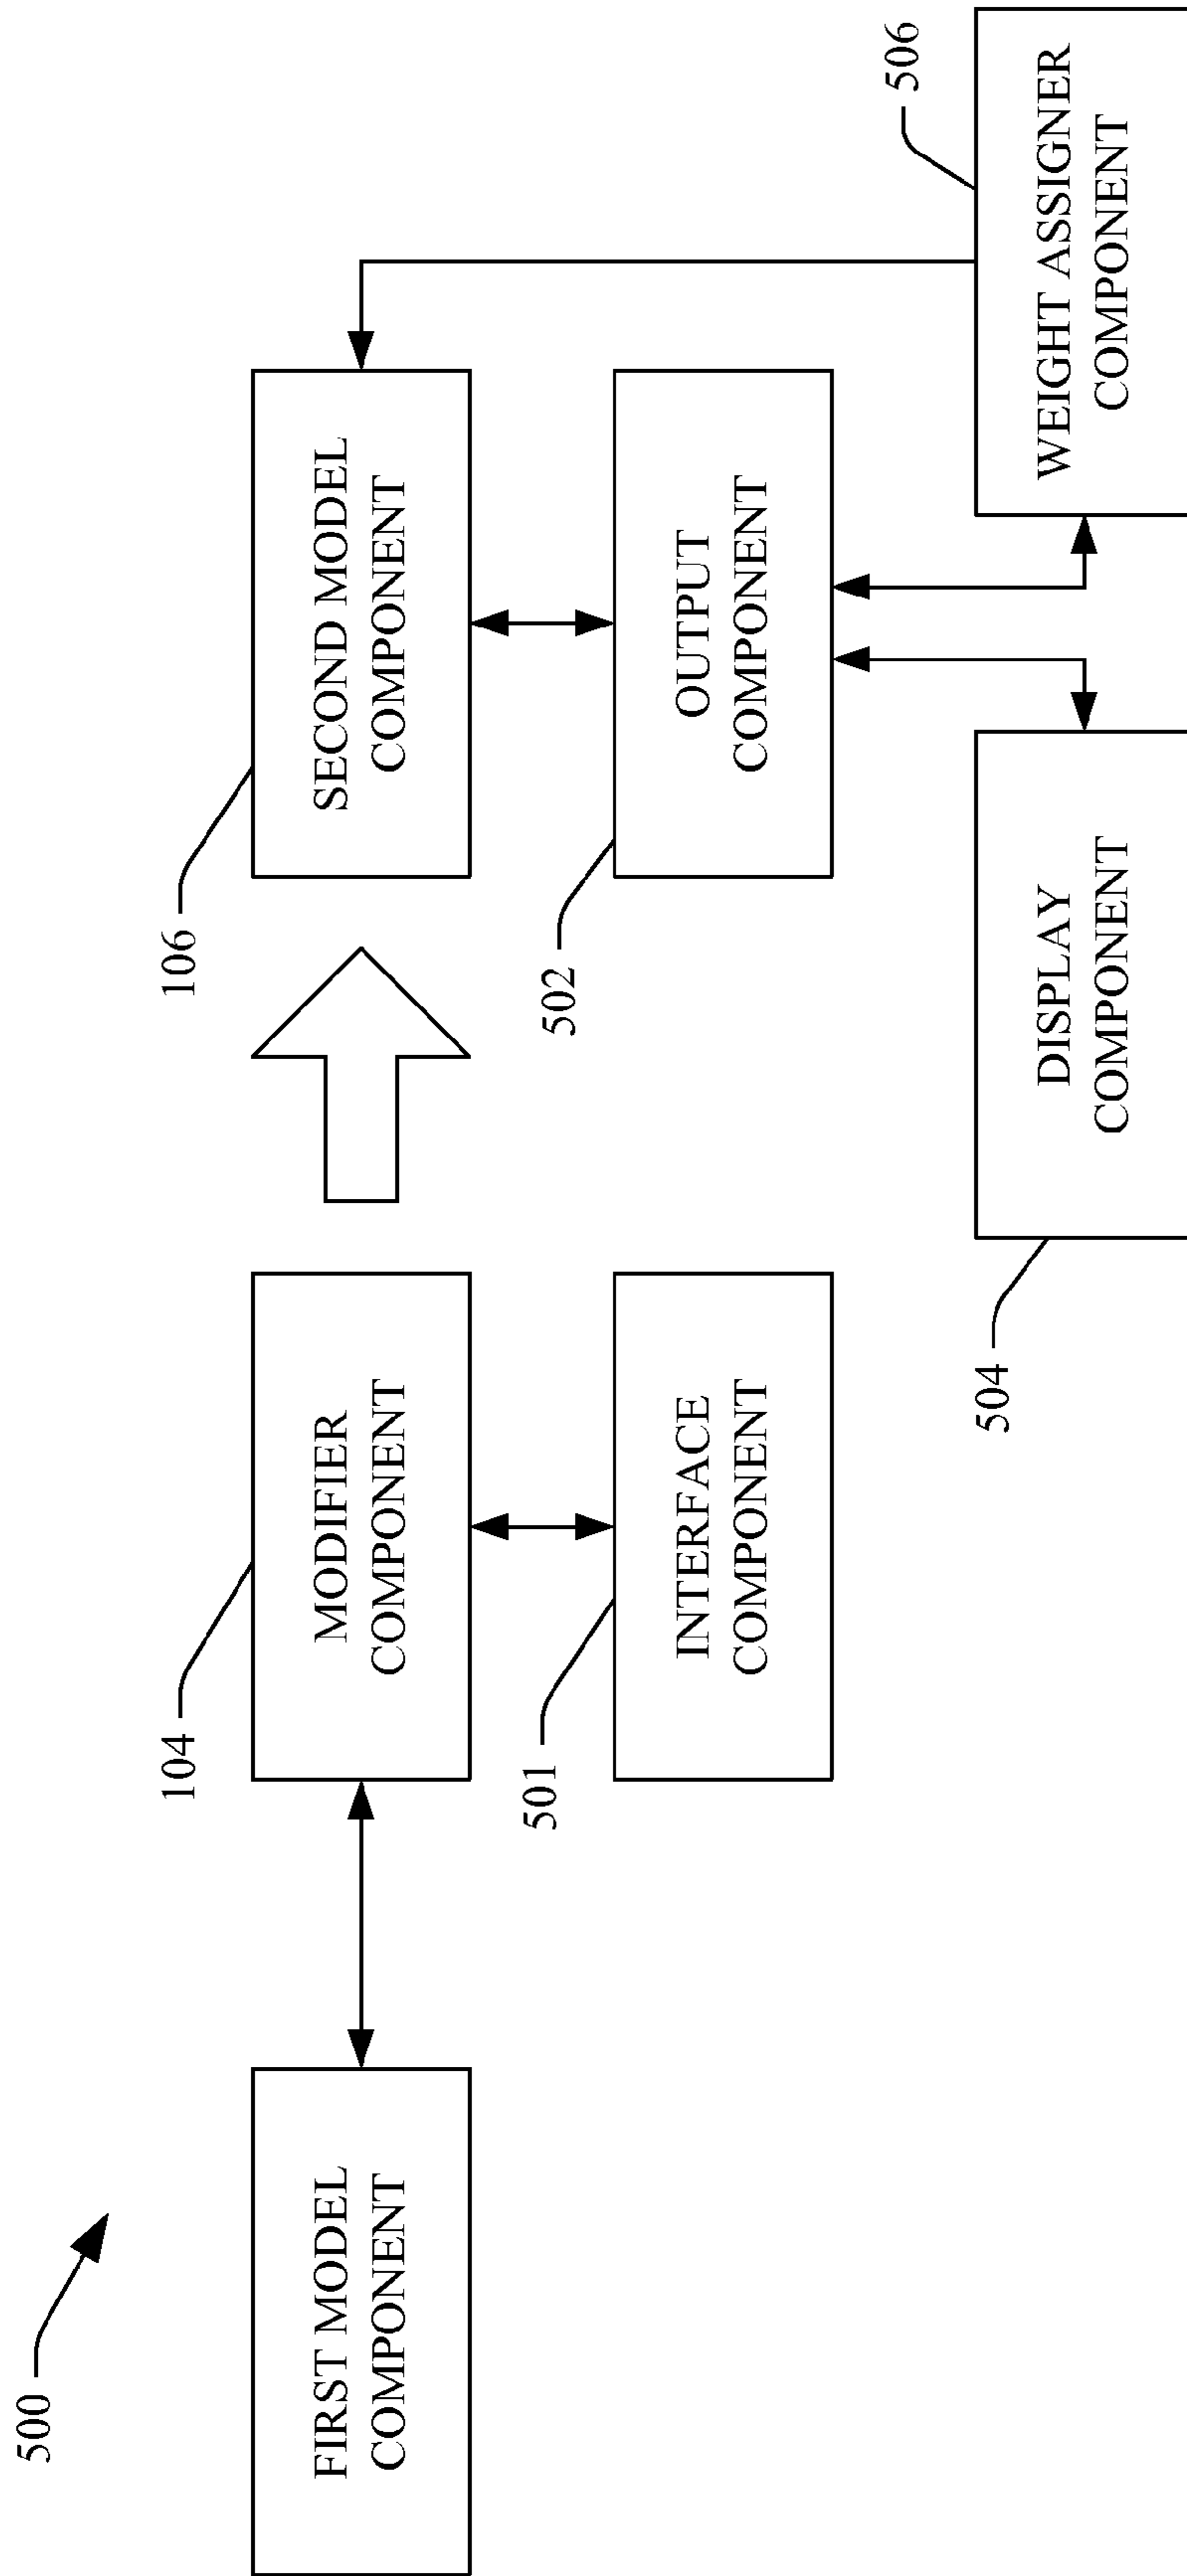 500
FIRST MODEL
COMPONENT
104
MODIFIER
COMPONENT
106
SECOND MODEL
COMPONENT
501
INTERFACE
COMPONENT
502
OUTPUT
COMPONENT
504
DISPLAY
COMPONENT
506
WEIGHT ASSIGNER
COMPONENT